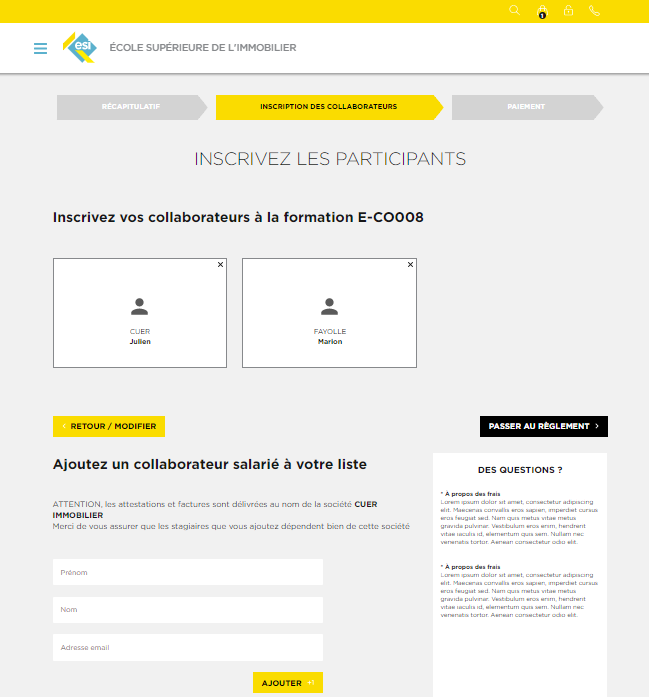 1
esi
ÉCOLE SUPÉRIEURE DE L'IMMOBILIER
RÉCAPITULATIF
INSCRIPTION DES COLLABORATEURS
PAIEMENT
INSCRIVEZ LES PARTICIPANTS
Inscrivez vos collaborateurs à la formation E-CO008
CUER
Julien
FAYOLLE
Marion
RETOUR / MODIFIER
PASSER AU RÈGLEMENT
Ajoutez un collaborateur salarié à votre liste
ATTENTION, les attestations et factures sont délivrées au nom de la société CUER
IMMOBILIER
Merci de vous assurer que les stagiaires que vous ajoutez dépendent bien de cette société
Prénom
Nom
Adresse email
AJOUTER +1
DES QUESTIONS ?
* A propos des frais
Lorem ipsum dolor sit amet, consectetur adipiscing
elit. Maecenas convallis eros sapien, imperdiet cursus
eros feugiat sed. Nam quis metus vitae metus
gravida pulvinar. Vestibulum eros enim, hendrerit
vitae iaculis id, elementum quis sem. Nullam nec
venenatis tortor. Aenean consectetur odio elit.
* A propos des frais
Lorem ipsum dolor sit amet, consectetur adipiscing
elit. Maecenas convallis eros sapien, imperdiet cursus
eros feugiat sed. Nam quis metus vitae metus
gravida pulvinar. Vestibulum eros enim, hendrerit
vitae iaculis id, elementum quis sem. Nullam nec
venenatis tortor. Aenean consectetur odio elit.